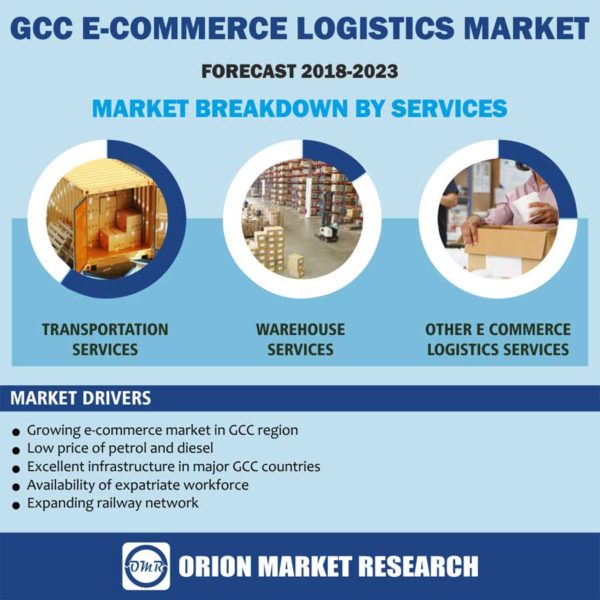 GCC E-COMMERCE LOGISTICS MARKET
FORECAST 2018-2023
MARKET BREAKDOWN BY SERVICES
TRANSPORTATION
SERVICES
WAREHOUSE
SERVICES
OTHER E COMMERCE
LOGISTICS SERVICES
MARKET DRIVERS
● Growing e-commerce market in GCC region
● Low price of petrol and diesel
● Excellent infrastructure in major GCC countries
● Availability of expatriate workforce
● Expanding railway network
OMR ORION MARKET RESEARCH